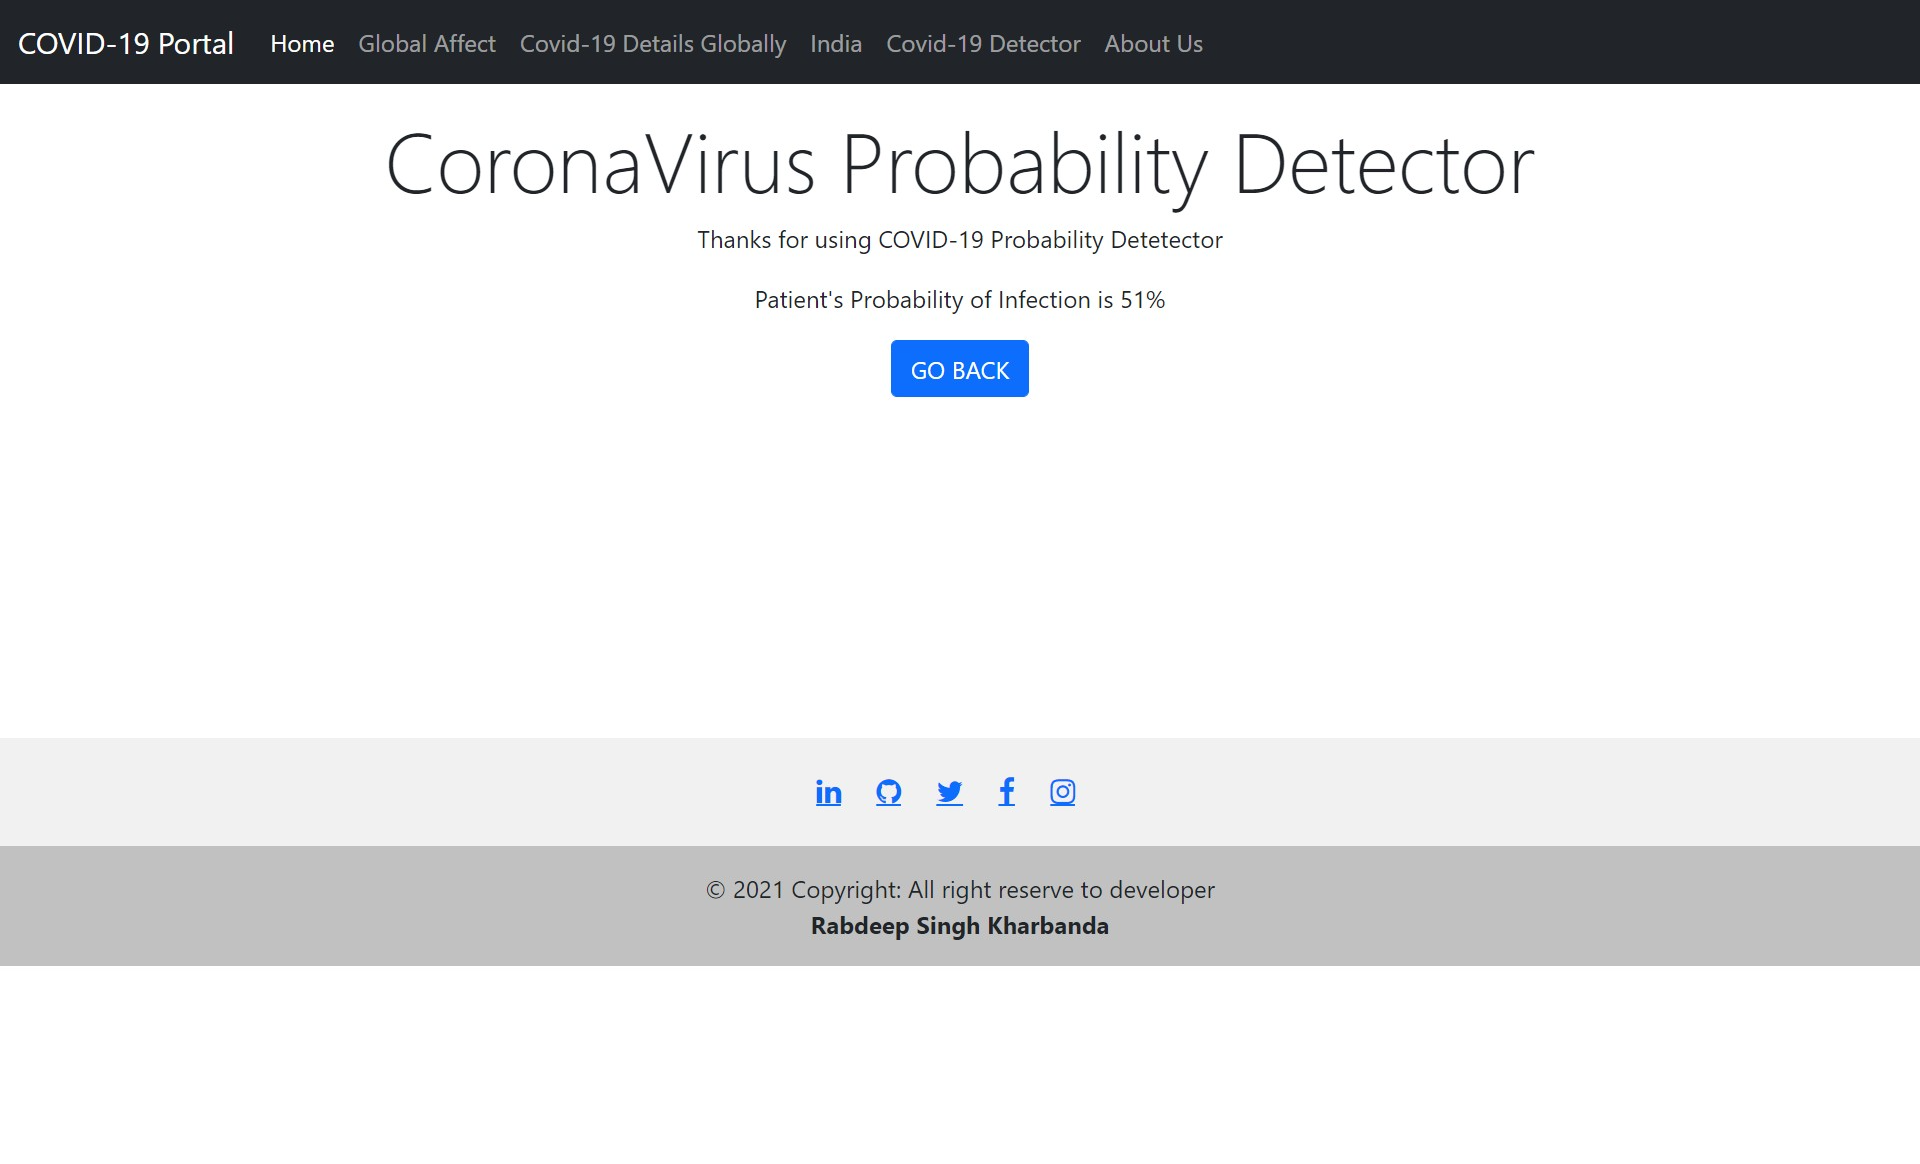 COVID-19 Portal Home Global Affect Covid-19 Details Globally India Covid-19 Detector About Us
CoronaVirus Probability Detector
Thanks for using COVID-19 Probability Detetector
Patient's Probability of Infection is 51%
GO BACK
© 2021 Copyright: All right reserve to developer
Rabdeep Singh Kharbanda